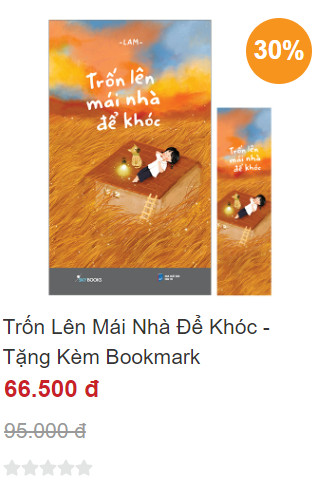 30%
-LAM-
Trốn lên
mái nhà
để khóc
Trốn lên
mái nhà
để khóc
SKYBOOKS
Trốn Lên Mái Nhà Để Khóc -
Tặng Kèm Bookmark
66.500 đ
95.000 đ